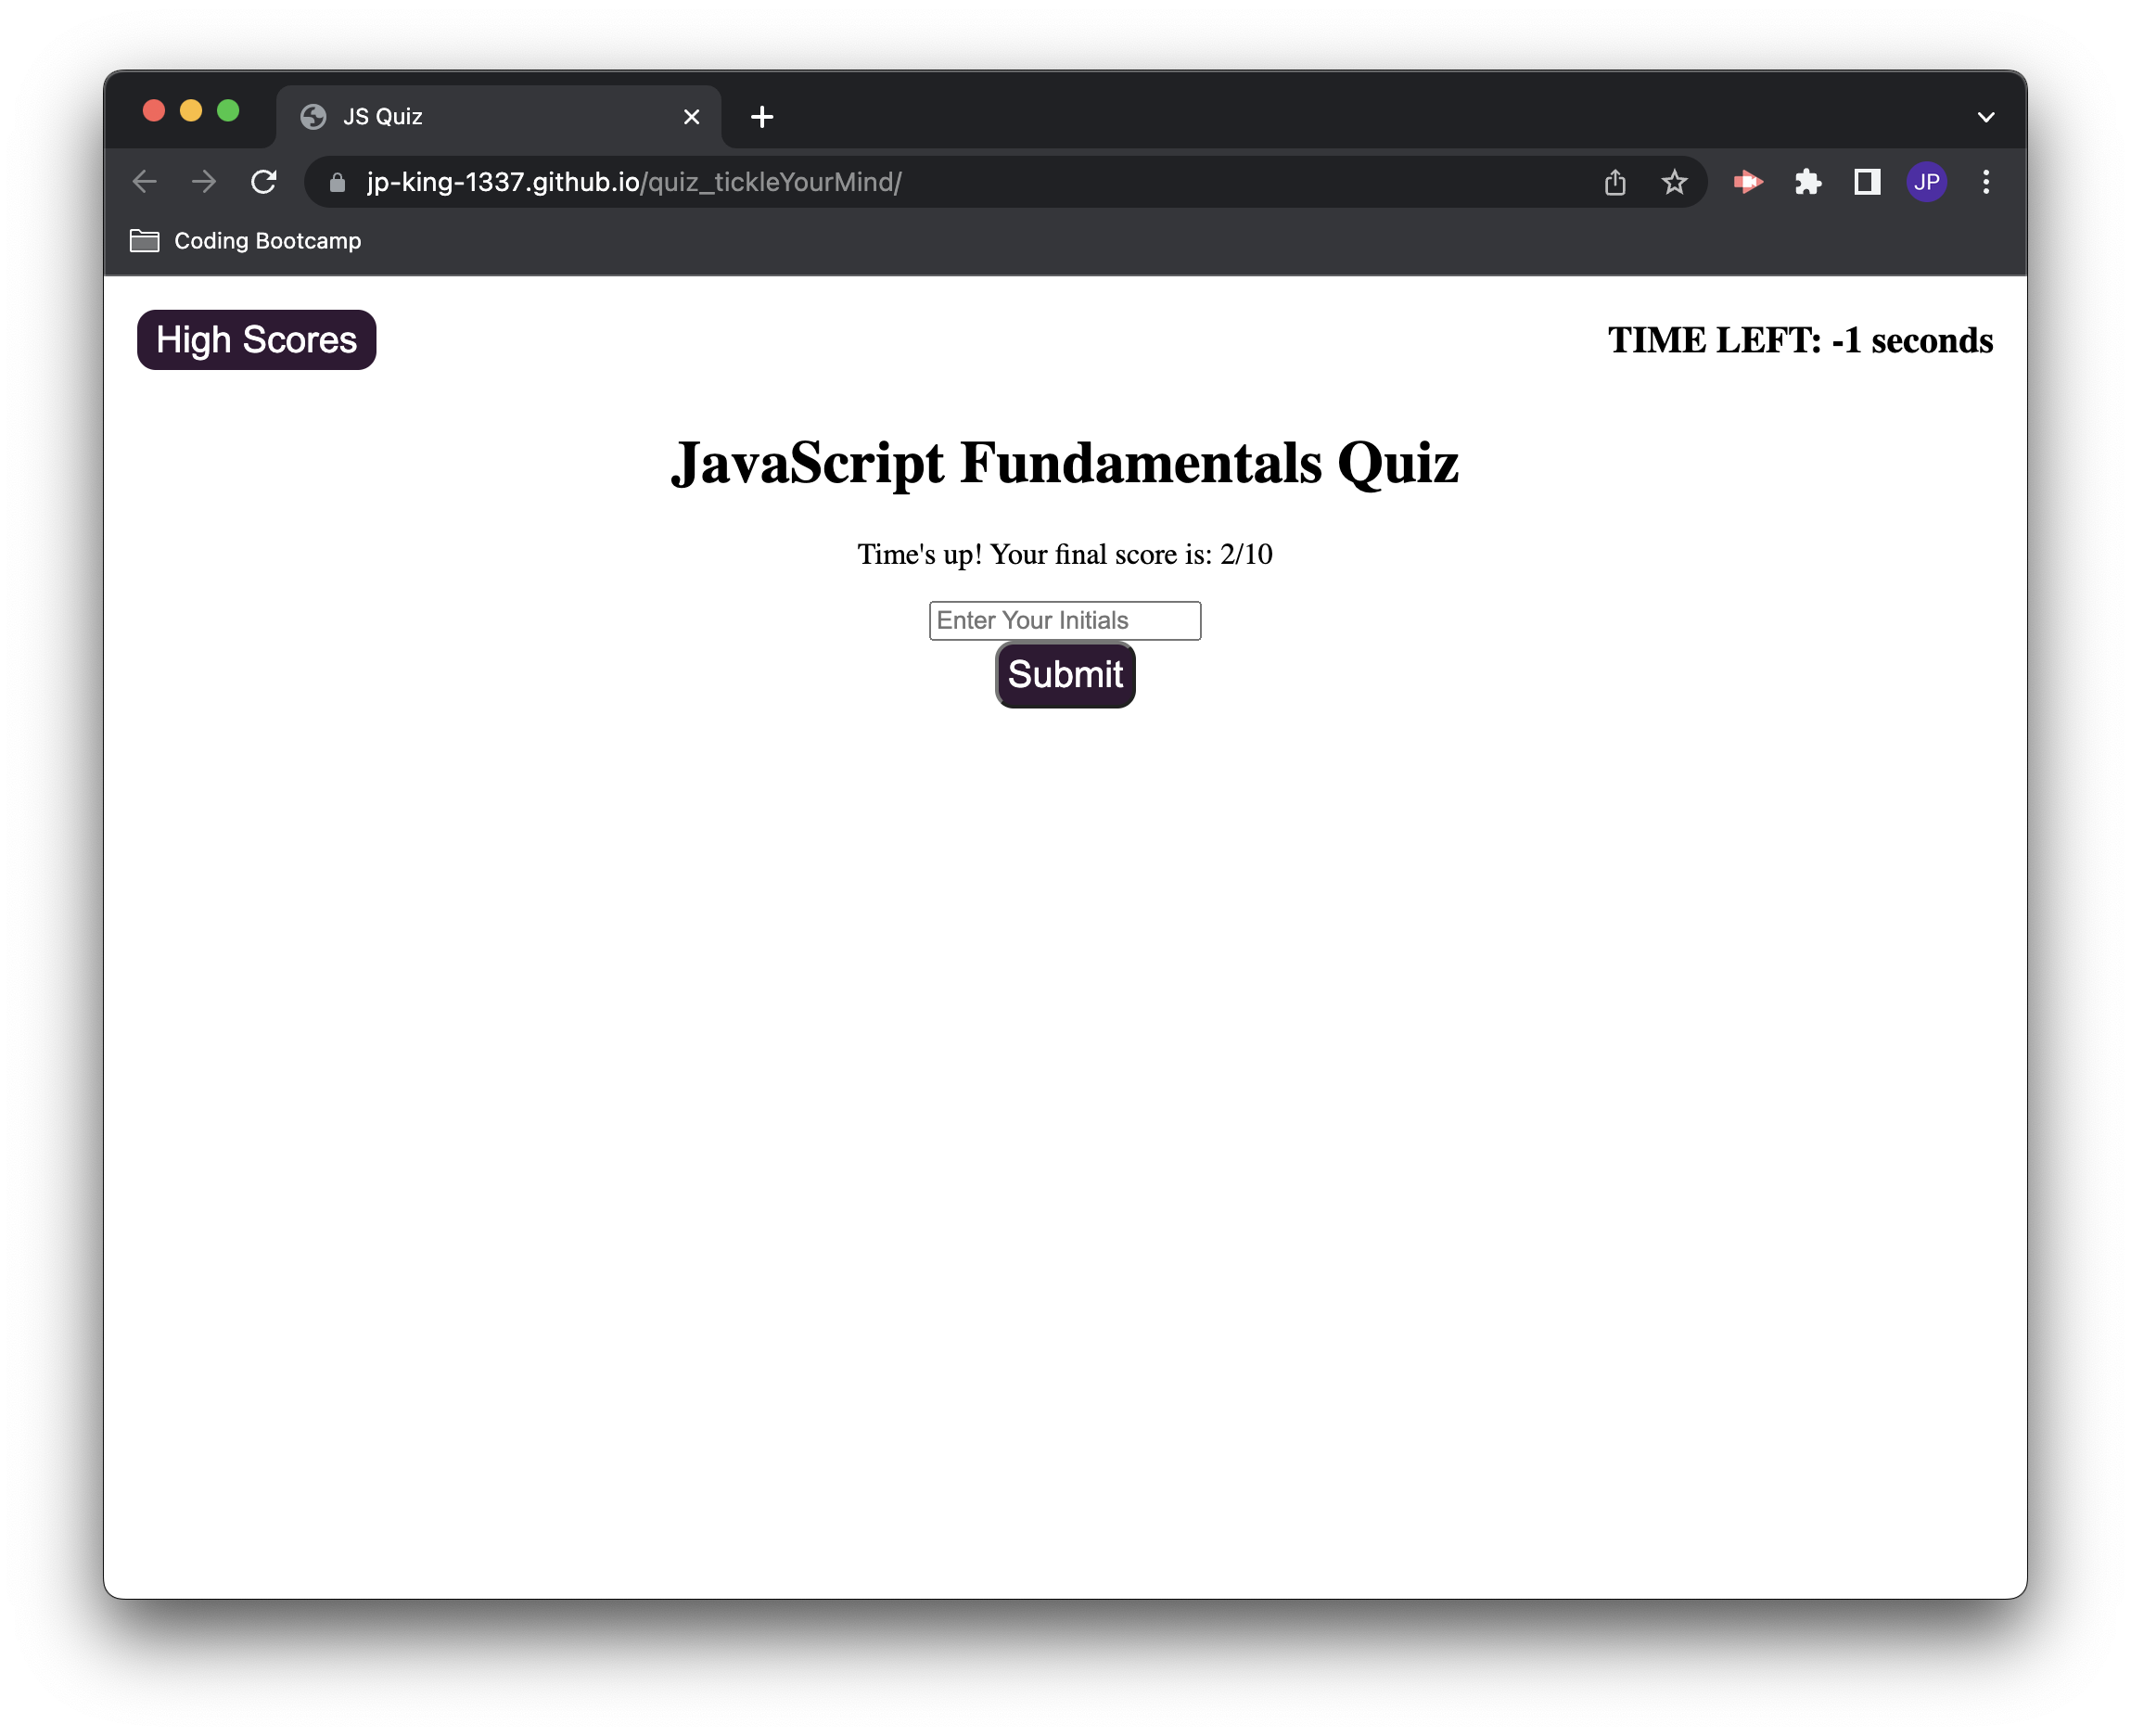 JS Quiz
jp-king-1337.github.io/quiz_tickleYourMind/
JP
Coding Bootcamp
High Scores
TIME LEFT: -1 seconds
JavaScript Fundamentals Quiz
Time's up! Your final score is: 2/10
Enter Your Initials
Submit